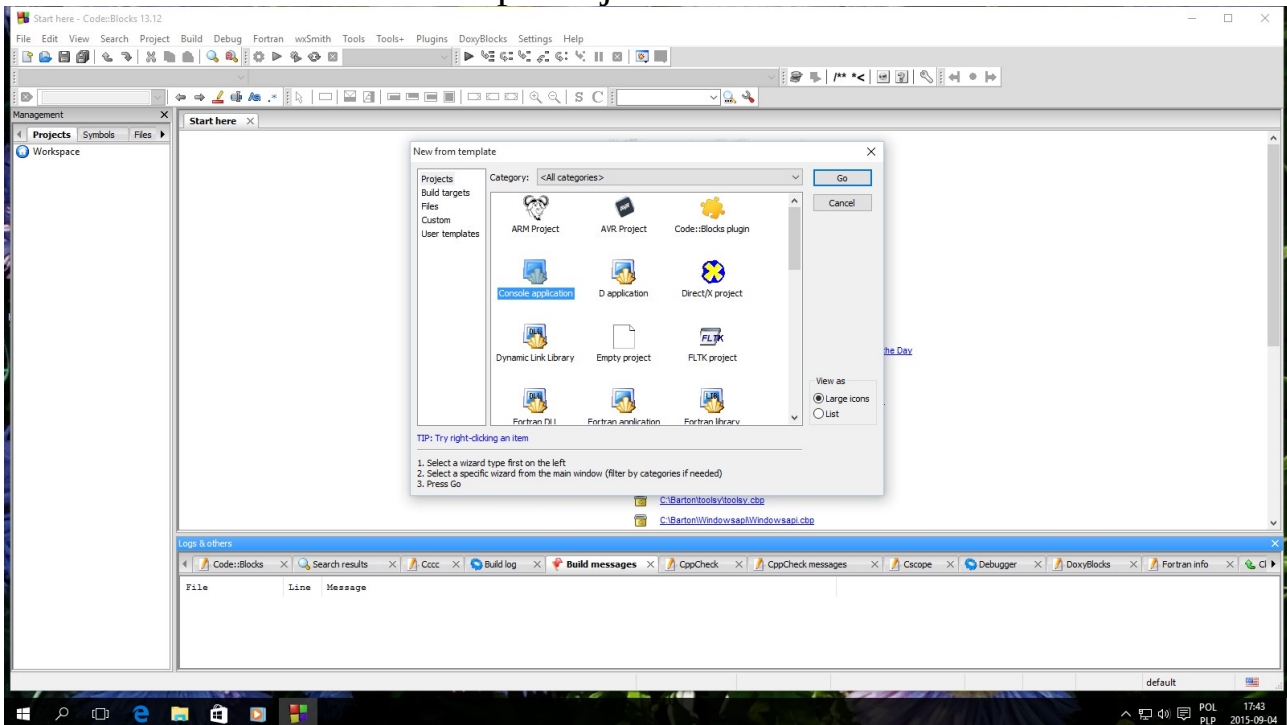 Start here - Code::Blocks 13.12
File Edit View Search Project Build Debug Fortran wxSmith Tools Tools+ Plugins DoxyBlocks Settings Help
/** *<
S C
Management
Start here
Projects Symbols Files
Workspace
New from template
Projects
Build targets
Files
Custom
User templates
Category: <All categories>
Go
Cancel
ARM Project AVR Project Code::Blocks plugin
Console application D application Direct/X project
Dynamic Link Library Empty project FLTK project
Fortran DLL Fortran application Fortran library
View as
Large icons
List
TIP: Try right-clicking an item
1. Select a wizard type first on the left
2. Select a specific wizard from the main window (filter by categories if needed)
3. Press Go
the Day
C:\Barton\toolsy\toolsy.cbp
C:\Barton\Windowsapi\Windowsapi.cbp
Logs & others
Code::Blocks Search results Cccc Build log Build messages CppCheck CppCheck messages Cscope Debugger DoxyBlocks Fortran info Cl
File Line Message
default
POL 17:43
PLP 2015-09-04